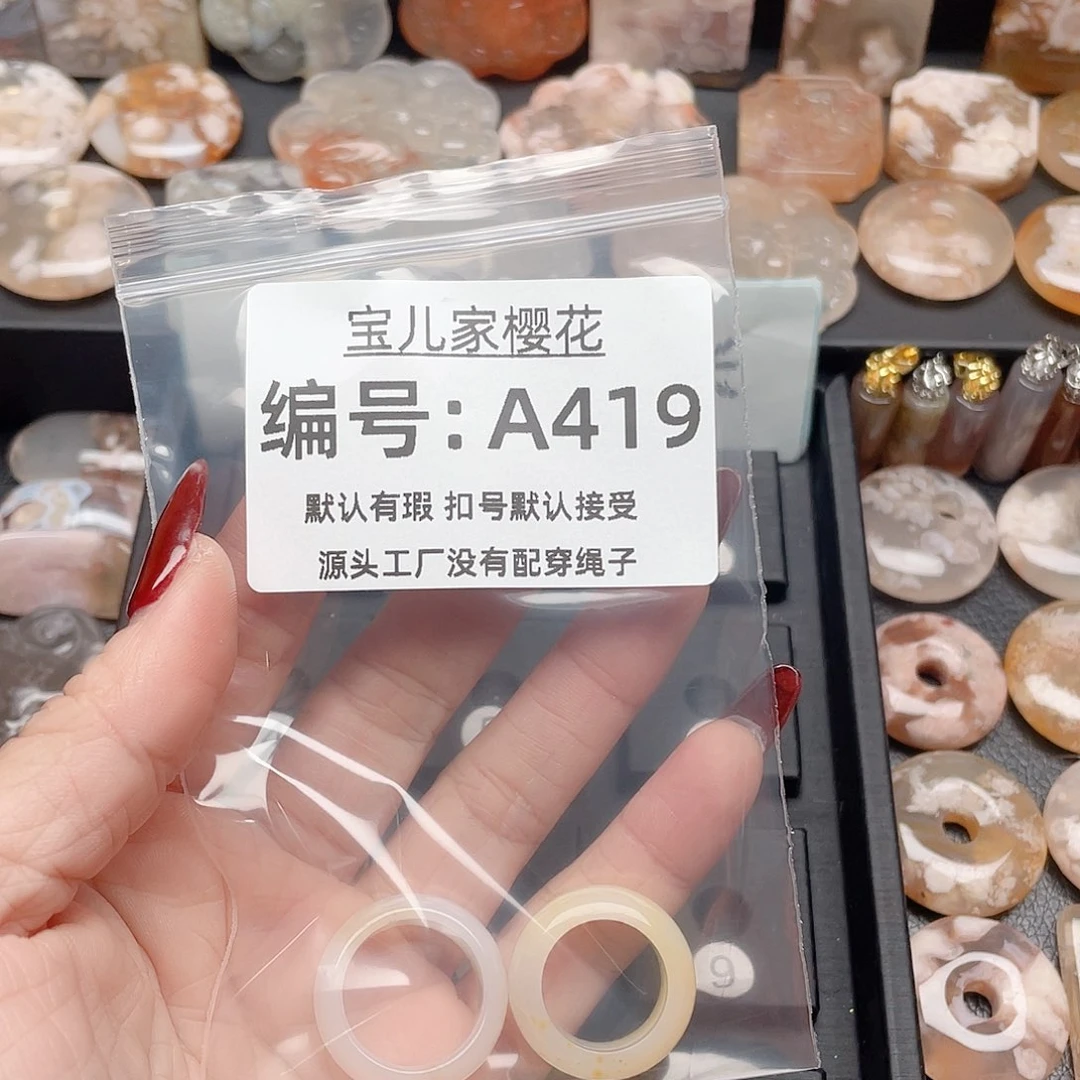 宝儿家樱花
编号：A419
默认有瑕 扣号默认接受
源头工厂没有配穿绳子
9